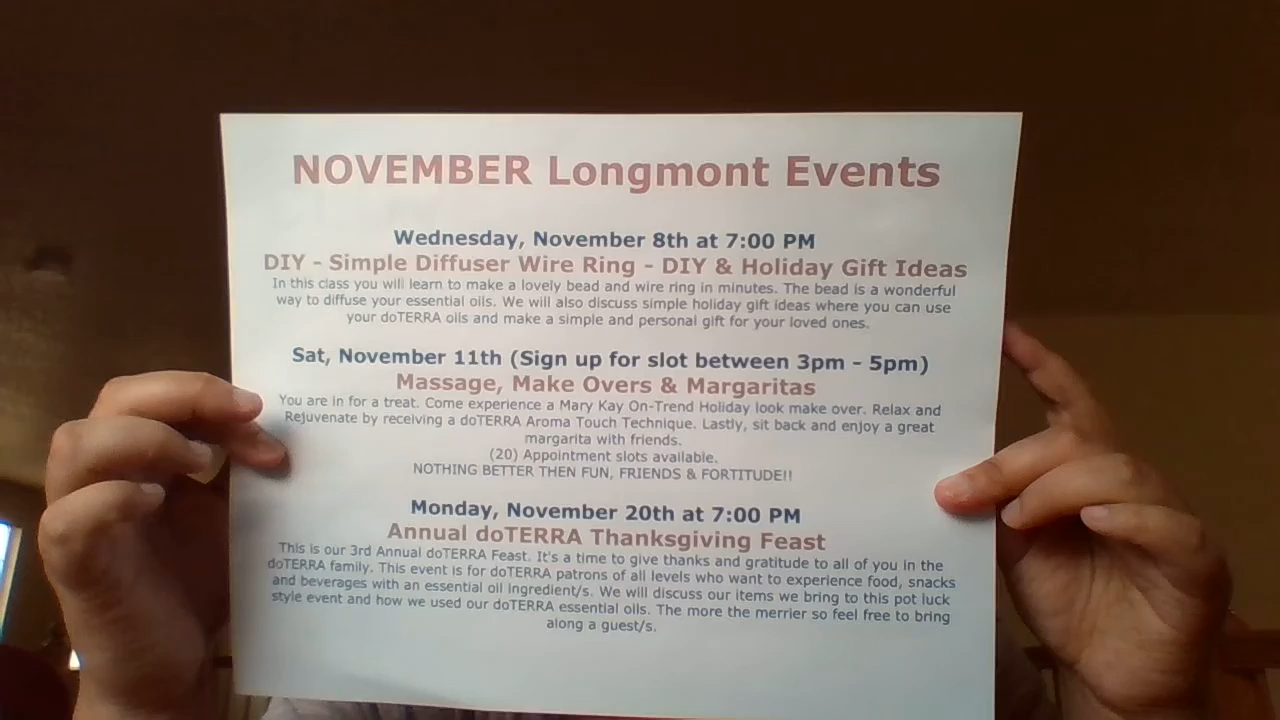 NOVEMBER Longmont Events
Wednesday, November 8th at 7:00 PM
DIY - Simple Diffuser Wire Ring - DIY & Holiday Gift Ideas
In this class you will learn to make a lovely bead and wire ring in minutes. The bead is a wonderful
way to diffuse your essential oils. We will also discuss simple holiday gift ideas where you can use
your doTERRA oils and make a simple and personal gift for your loved ones.
Sat, November 11th (Sign up for slot between 3pm - 5pm)
Massage, Make Overs & Margaritas
You are in for a treat. Come experience a Mary Kay On-Trend Holiday look make over. Relax and
Rejuvenate by receiving a doTERRA Aroma Touch Technique. Lastly, sit back and enjoy a great
margarita with friends.
(20) Appointment slots available.
NOTHING BETTER THEN FUN, FRIENDS & FORTITUDE!!
Monday, November 20th at 7:00 PM
Annual doTERRA Thanksgiving Feast
This is our 3rd Annual doTERRA Feast. It's a time to give thanks and gratitude to all of you in the
doTERRA family. This event is for doTERRA patrons of all levels who want to experience food, snacks
and beverages with an essential oil ingredient/s. We will discuss our items we bring to this pot luck
style event and how we used our doTERRA essential oils. The more the merrier so feel free to bring
along a guest/s.